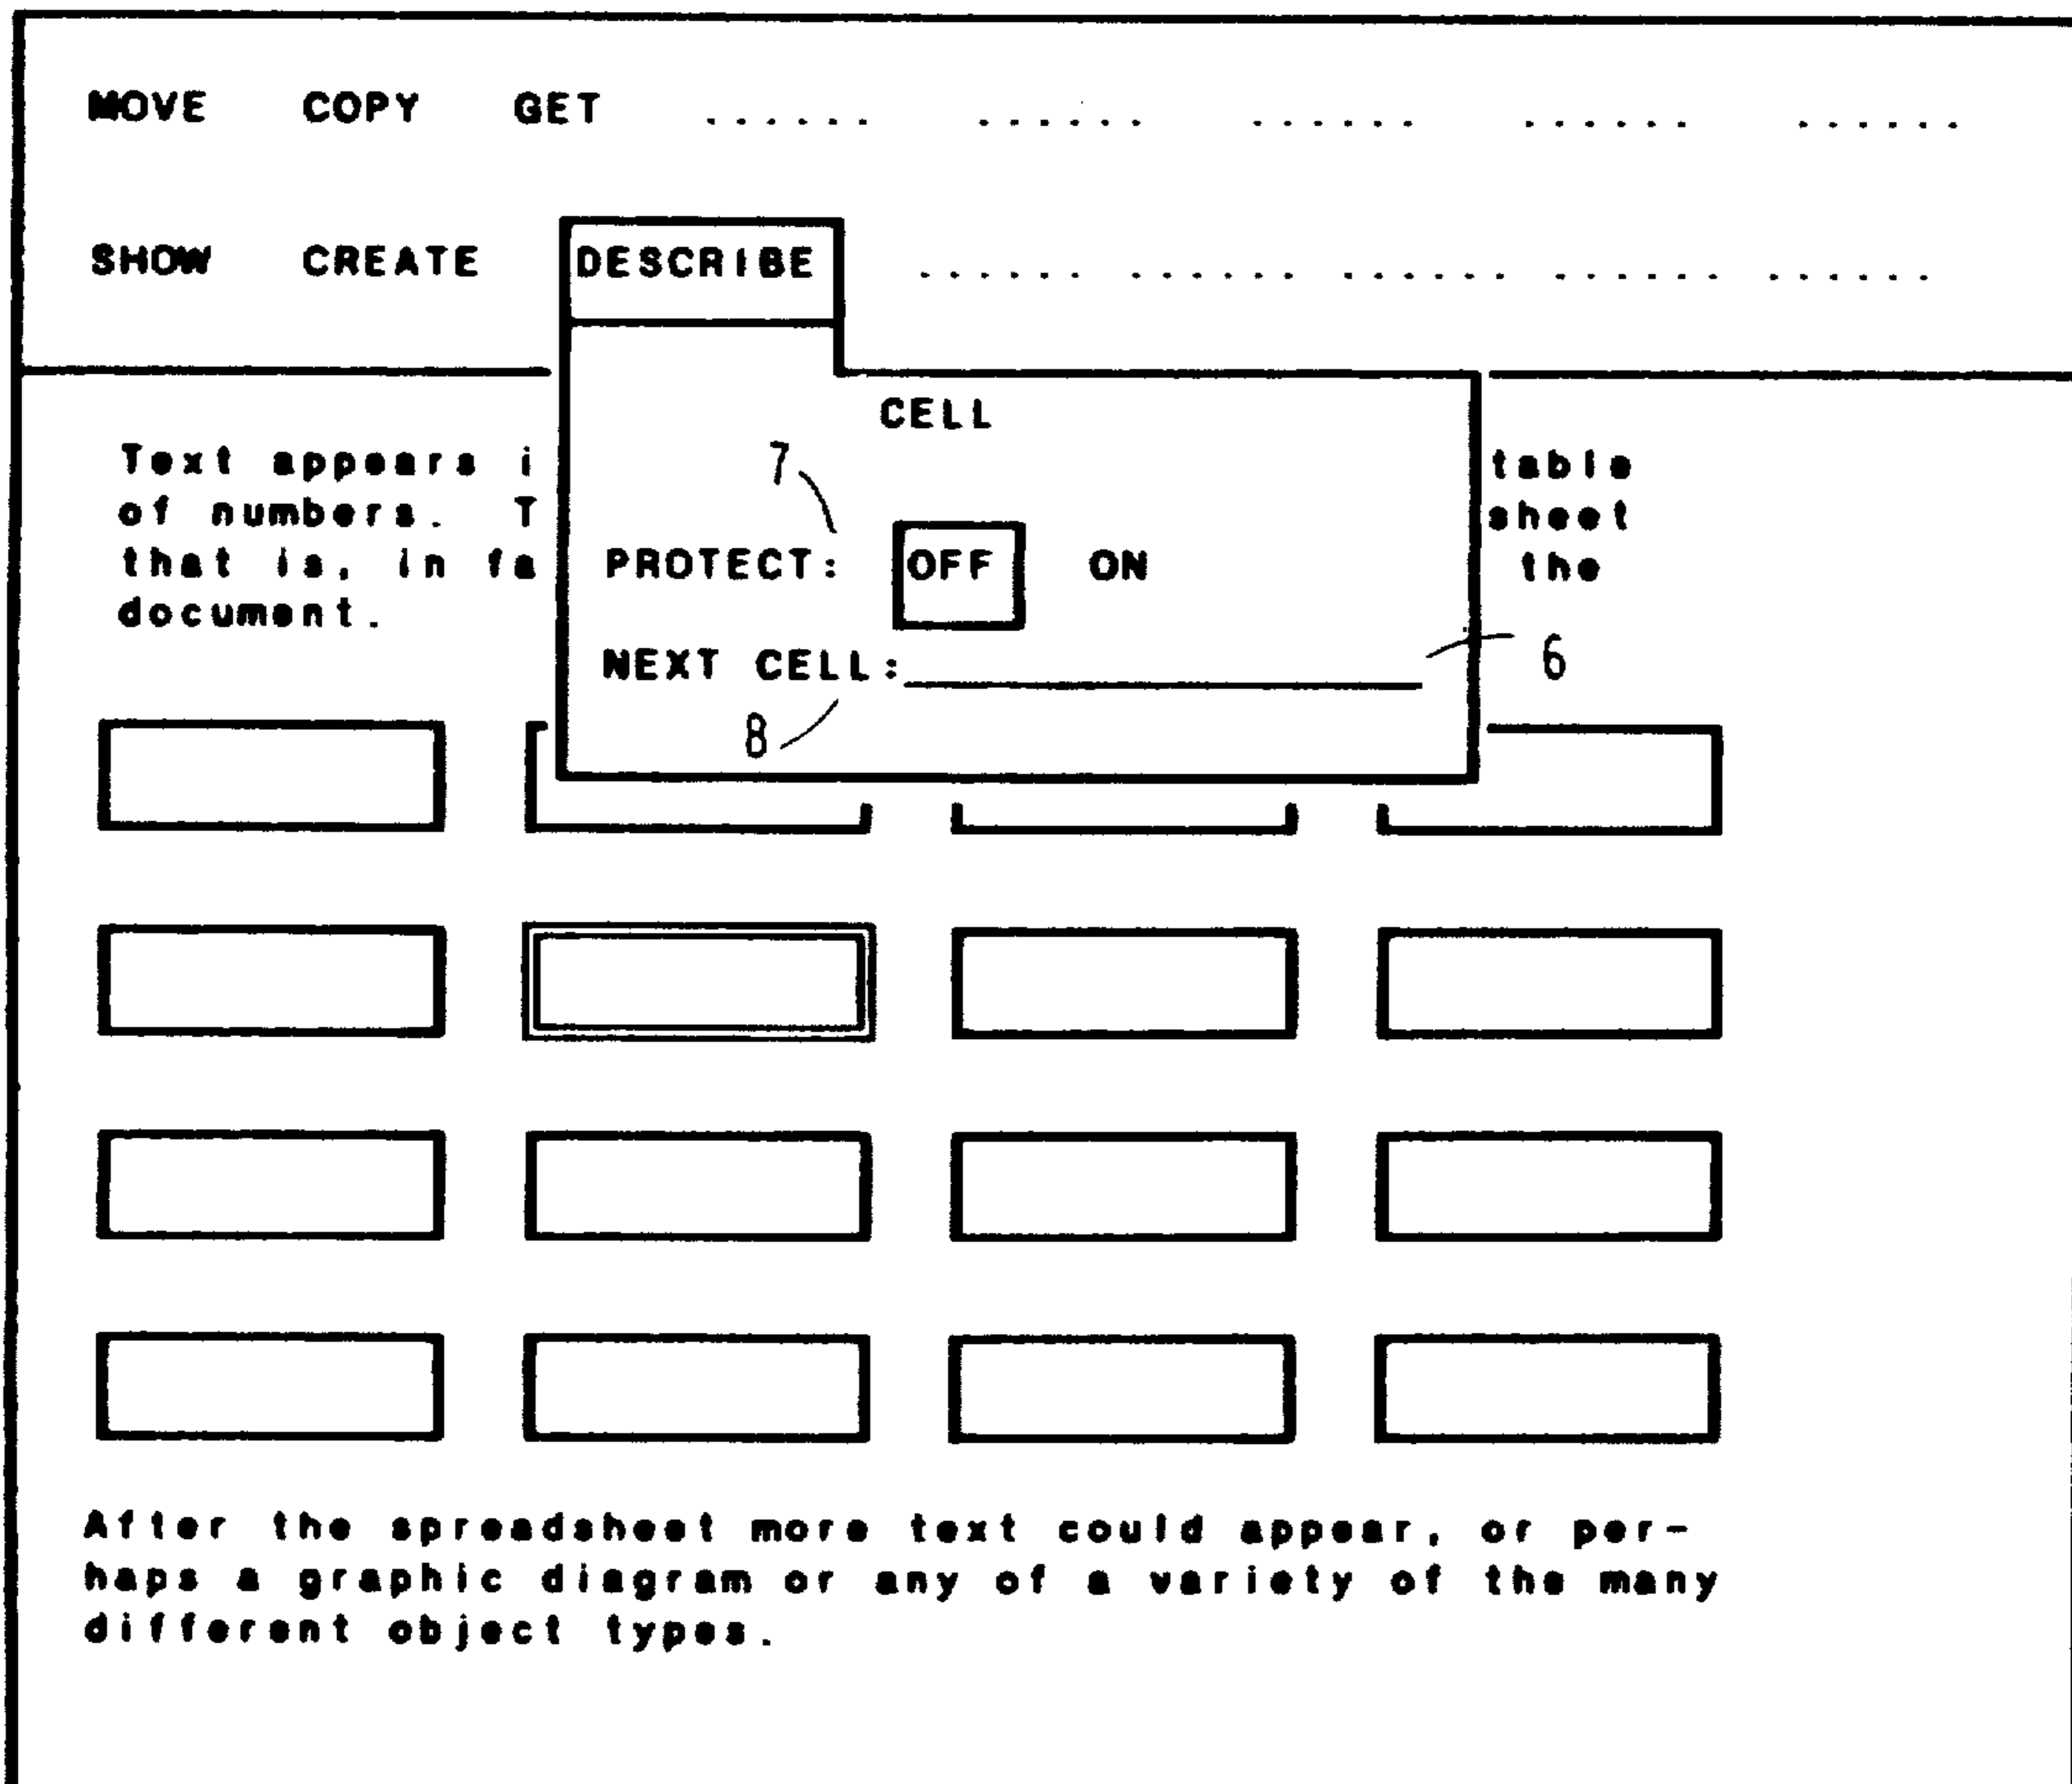 MOVE COPY GET ...... ...... ...... ...... ......
SHOW CREATE DESCRIBE ...... ...... ...... ...... ......
CELL
Text appears i table
7
of numbers. T sheet
that is, in fa the
PROTECT: OFF ON
document.
NEXT CELL: 6
8
After the spreadsheet more text could appear, or per-
haps a graphic diagram or any of a variety of the many
different object types.